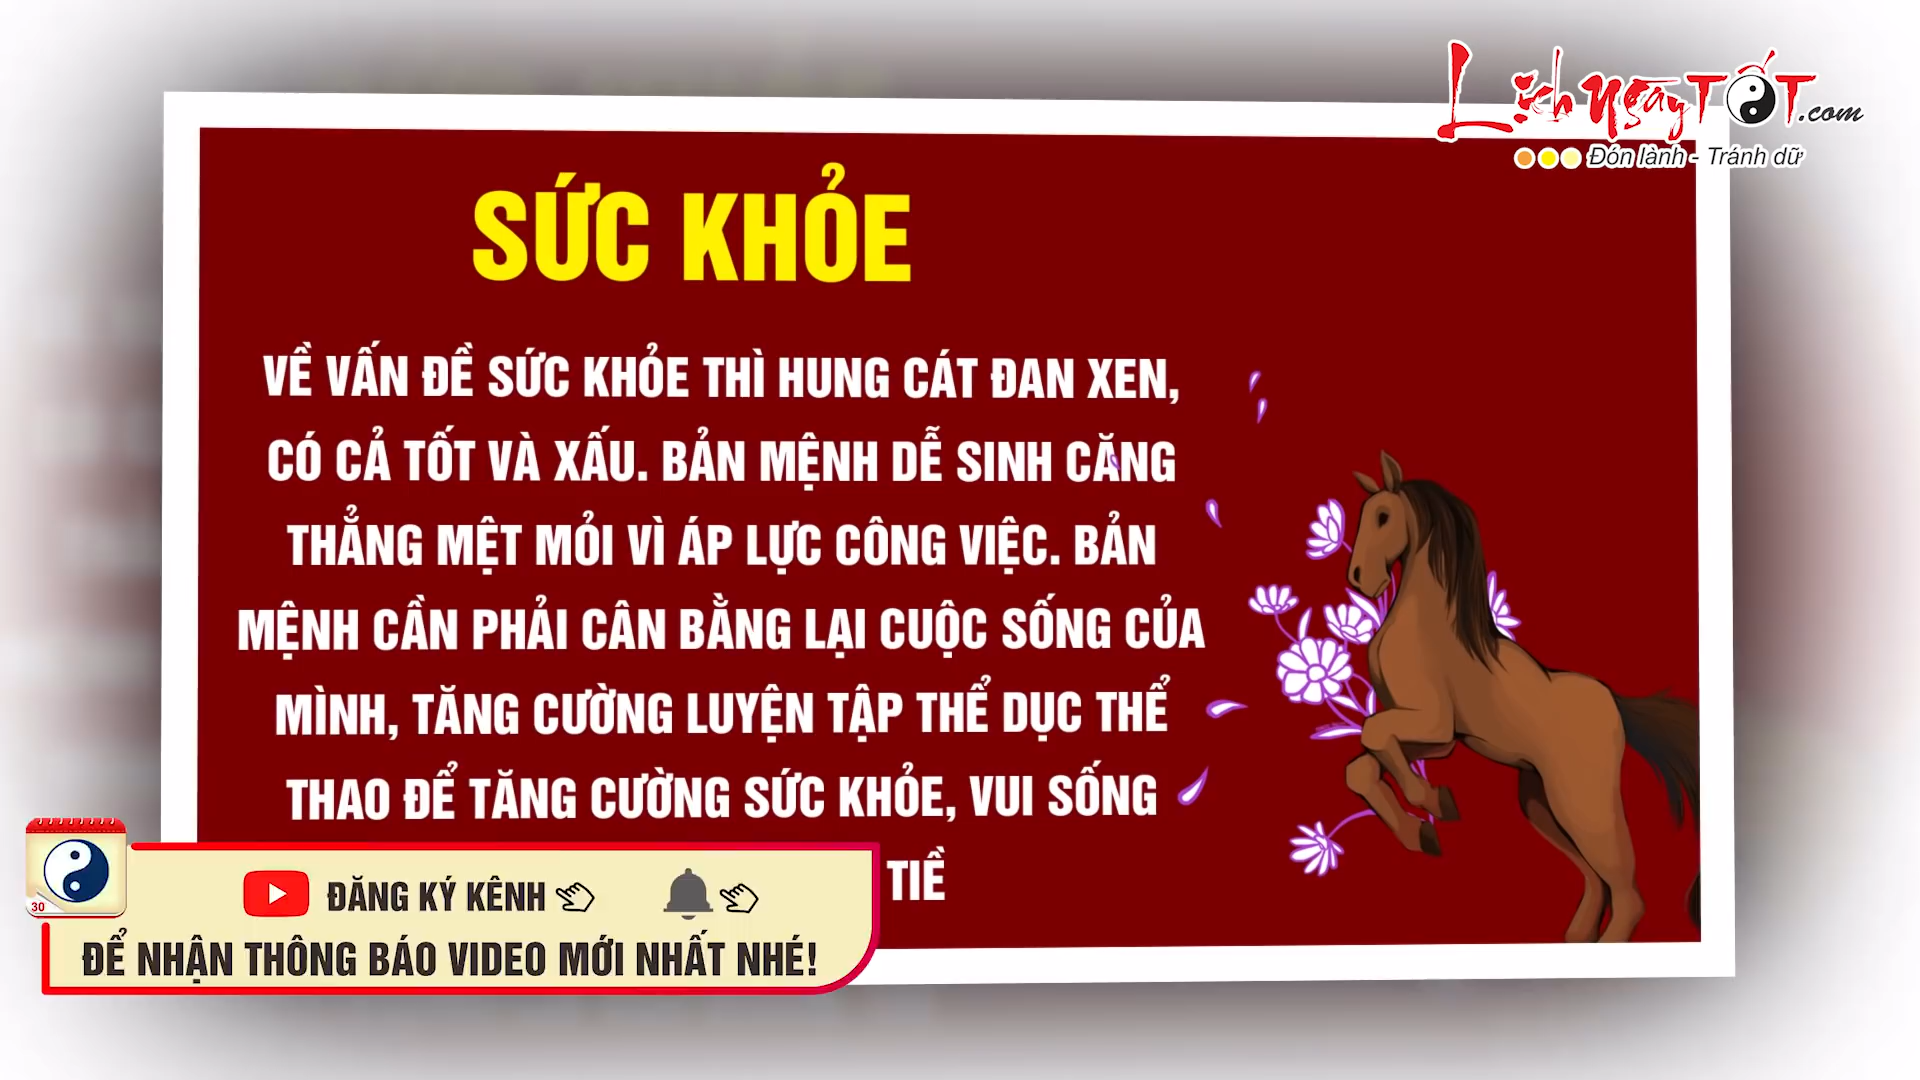 Lịch Ngày TỐT.com
Đón lành - Tránh dữ
SỨC KHỎE
VỀ VẤN ĐỀ SỨC KHỎE THÌ HUNG CÁT ĐAN XEN,
CÓ CẢ TỐT VÀ XẤU. BẢN MỆNH DỄ SINH CĂNG
THẲNG MỆT MỎI VÌ ÁP LỰC CÔNG VIỆC. BẢN
MỆNH CẦN PHẢI CÂN BẰNG LẠI CUỘC SỐNG CỦA
MÌNH, TĂNG CƯỜNG LUYỆN TẬP THỂ DỤC THỂ
THAO ĐỂ TĂNG CƯỜNG SỨC KHỎE, VUI SỐNG
TIỀ
30
ĐĂNG KÝ KÊNH
ĐỂ NHẬN THÔNG BÁO VIDEO MỚI NHẤT NHÉ!